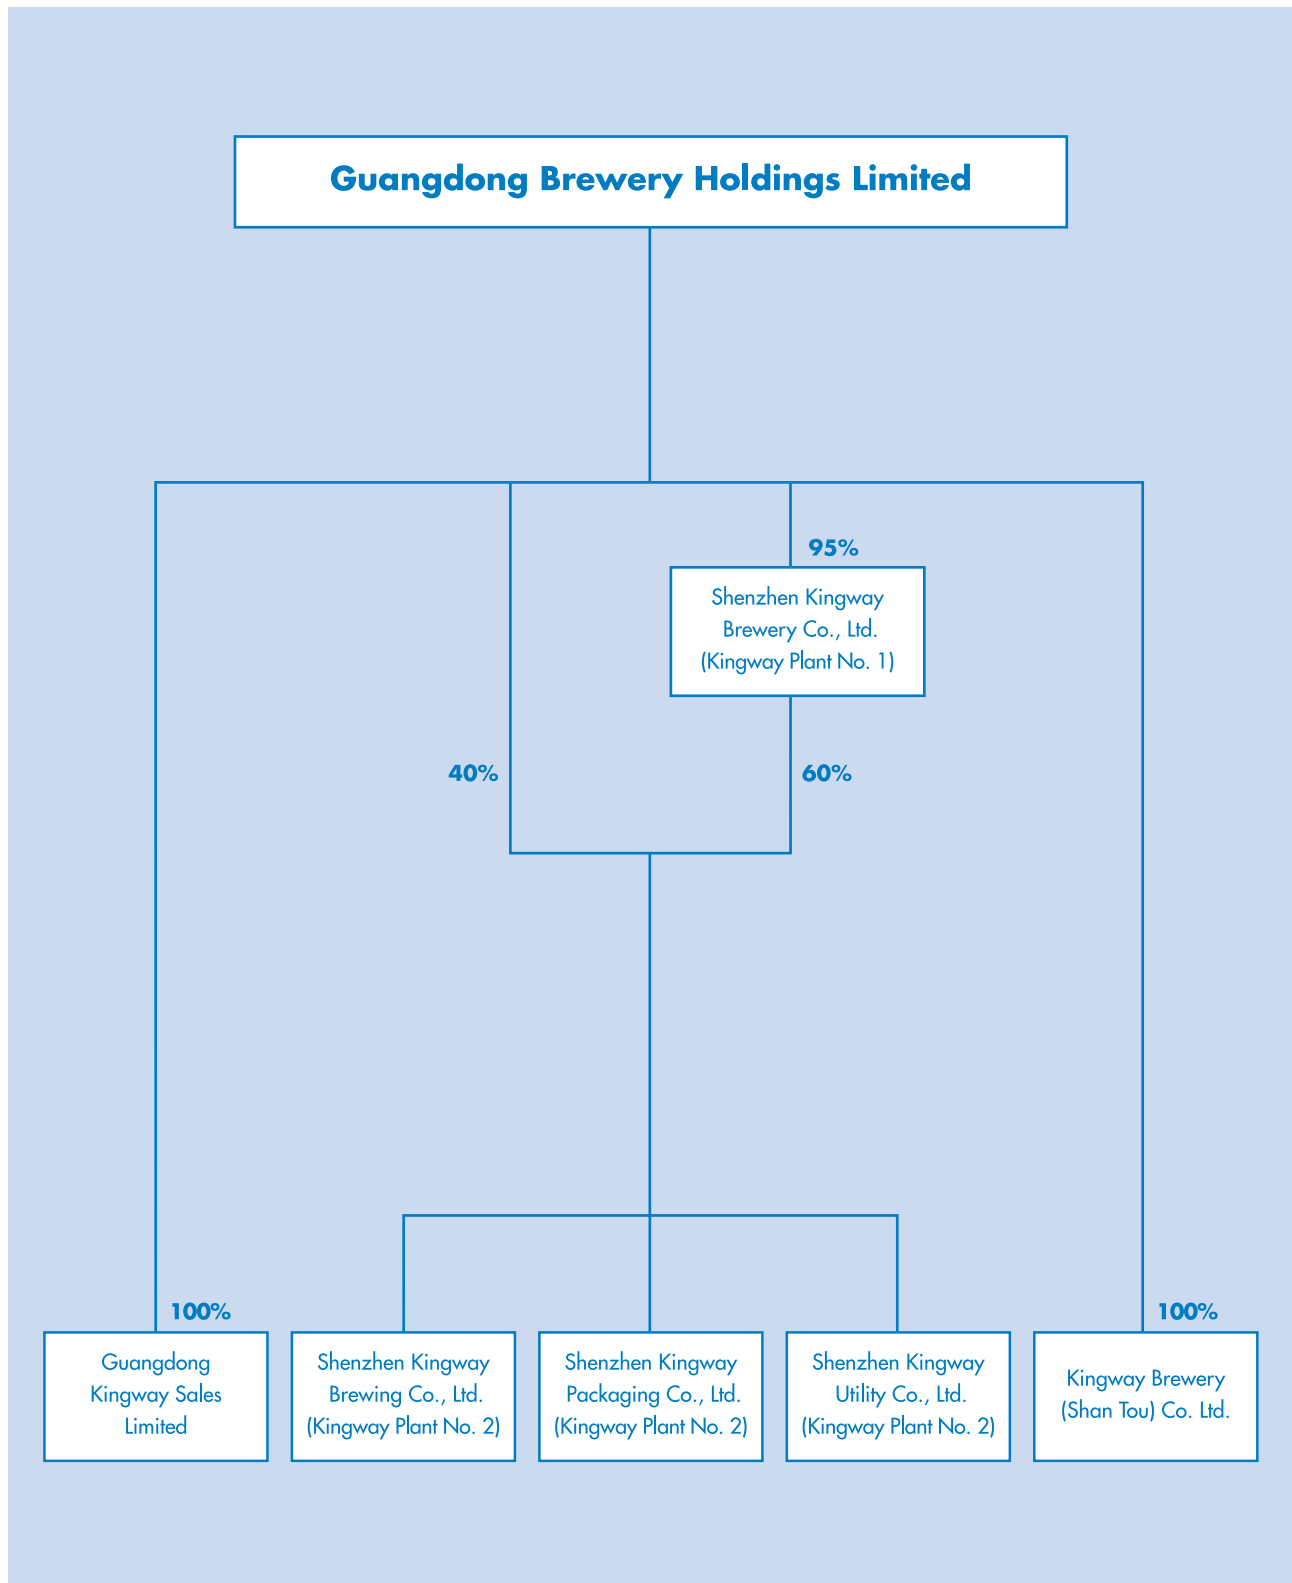 Guangdong Brewery Holdings Limited
95%
Shenzhen Kingway
Brewery Co., Ltd.
(Kingway Plant No. 1)
40%
60%
100%
100%
Guangdong
Kingway Sales
Limited
Shenzhen Kingway
Brewing Co., Ltd.
(Kingway Plant No. 2)
Shenzhen Kingway
Packaging Co., Ltd.
(Kingway Plant No. 2)
Shenzhen Kingway
Utility Co., Ltd.
(Kingway Plant No. 2)
Kingway Brewery
(Shan Tou) Co. Ltd.